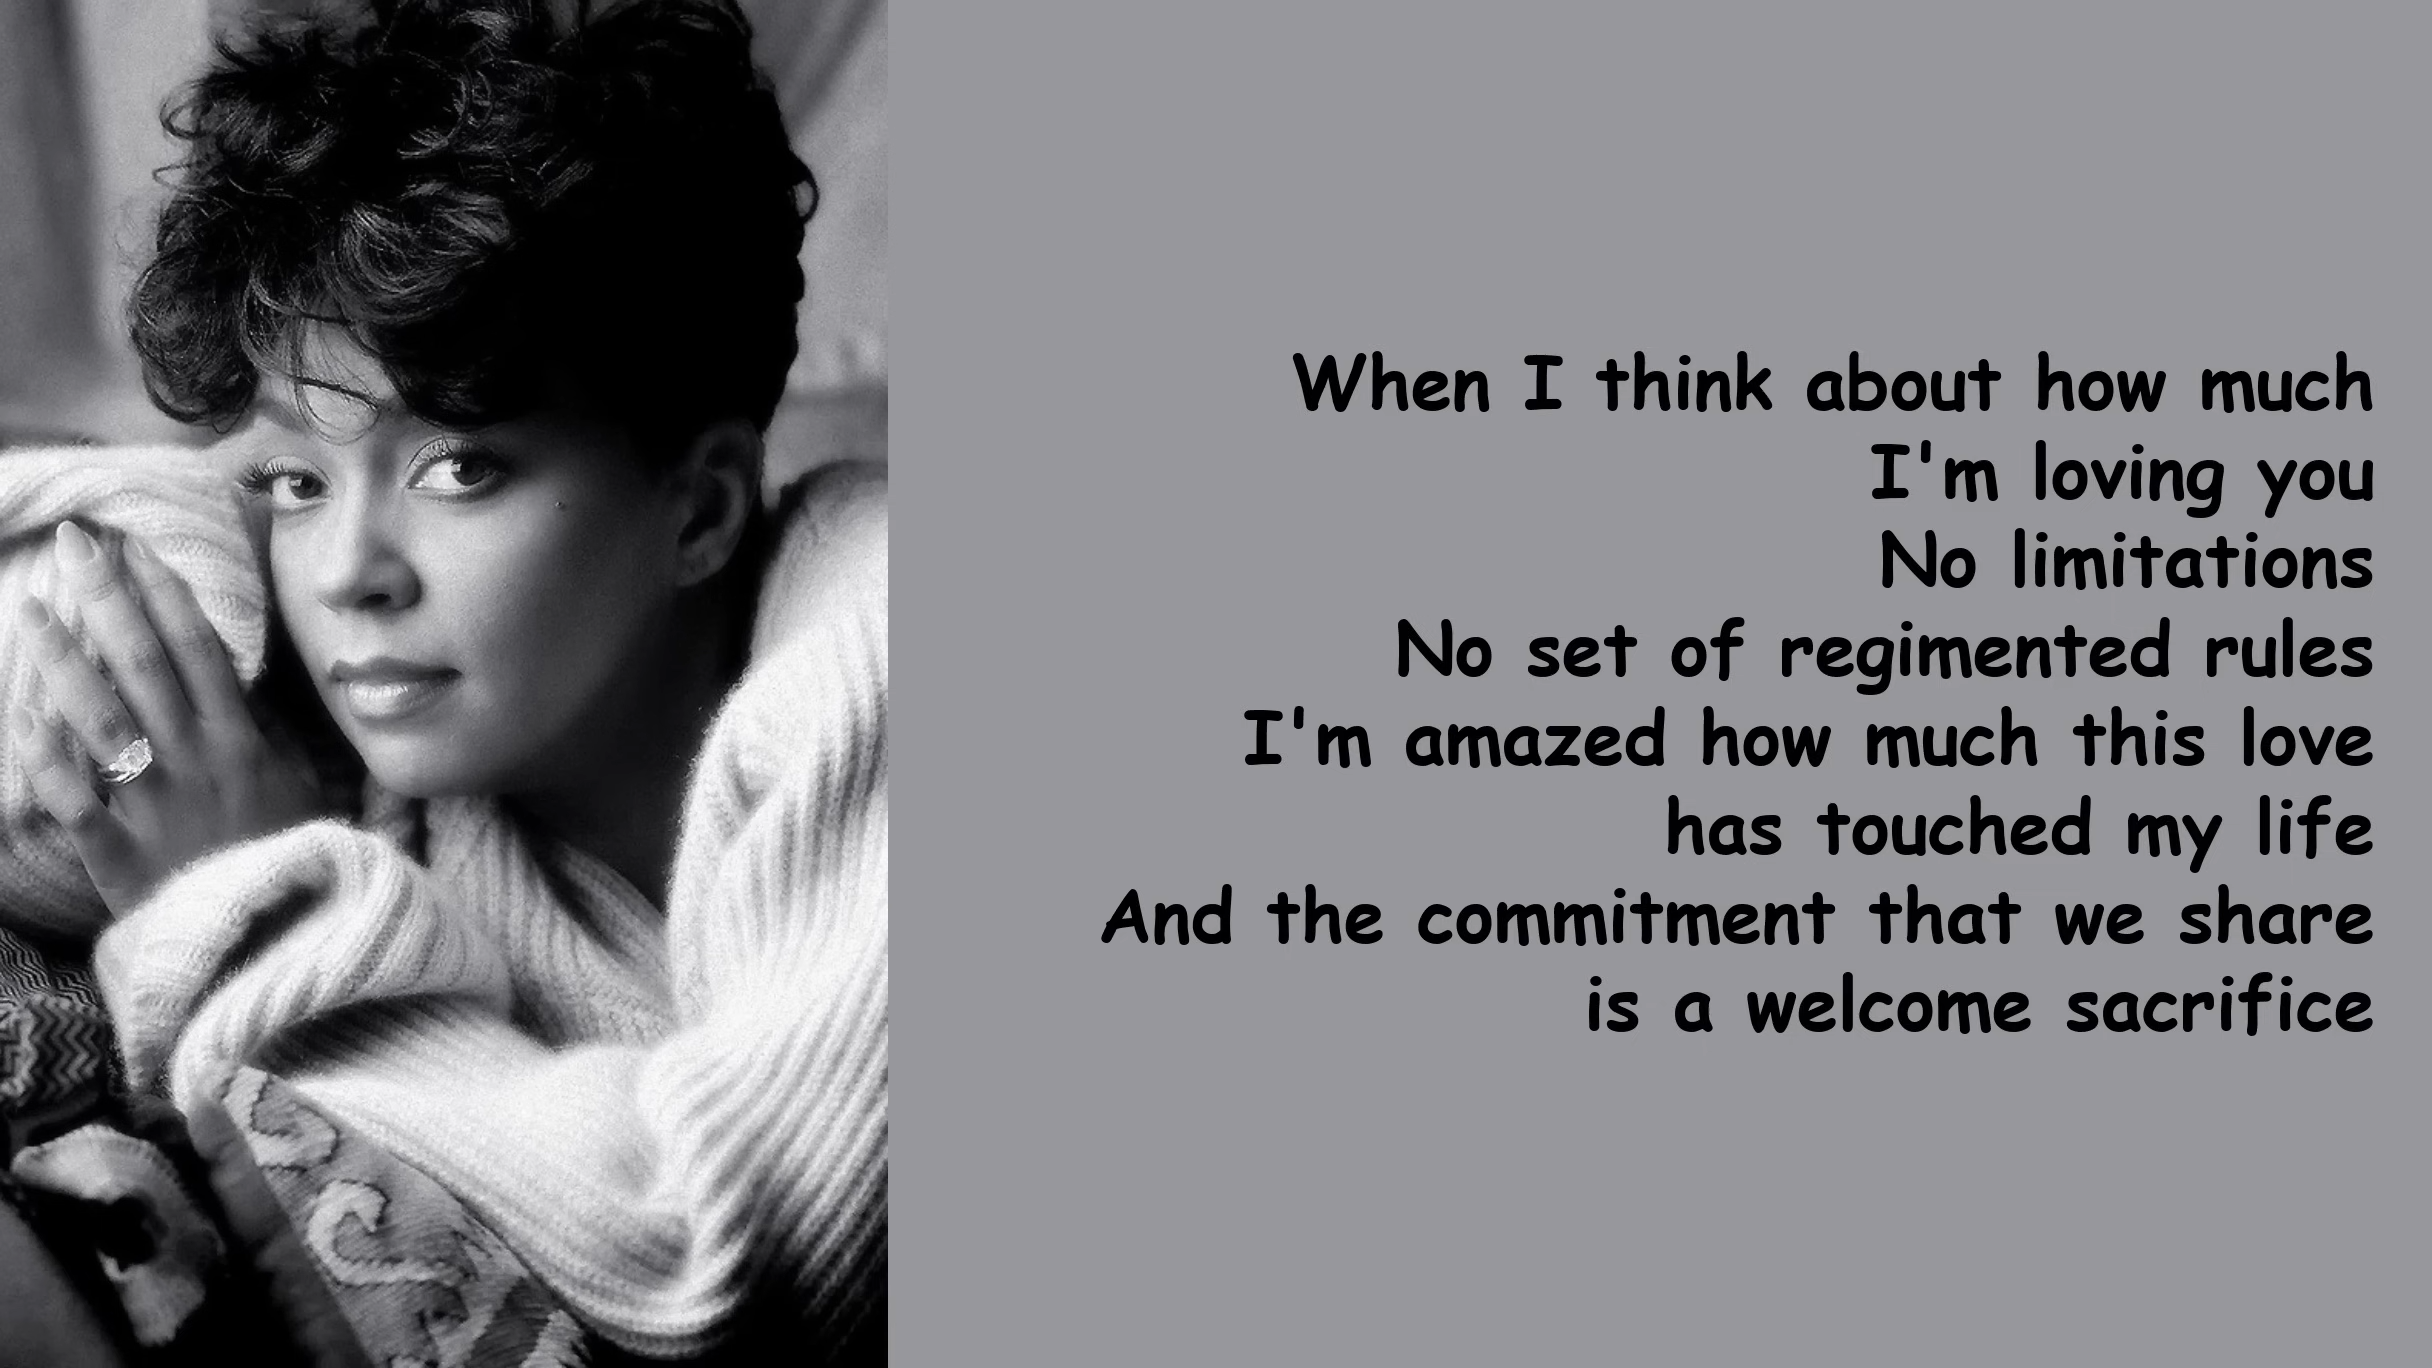 When I think about how much
I'm loving you
No limitations
No set of regimented rules
I'm amazed how much this love
has touched my life
And the commitment that we share
is a welcome sacrifice